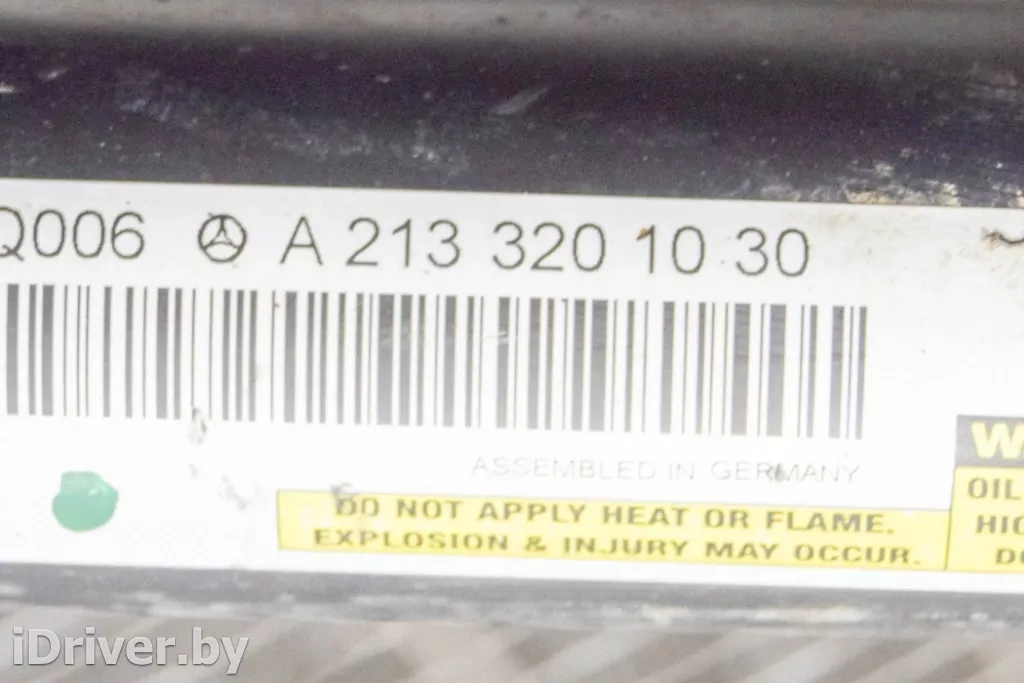 Q006 A 213 320 10 30
ASSEMBLED IN GERMANY
DO NOT APPLY HEAT OR FLAME.
EXPLOSION & INJURY MAY OCCUR.
OIL
iDriver.by